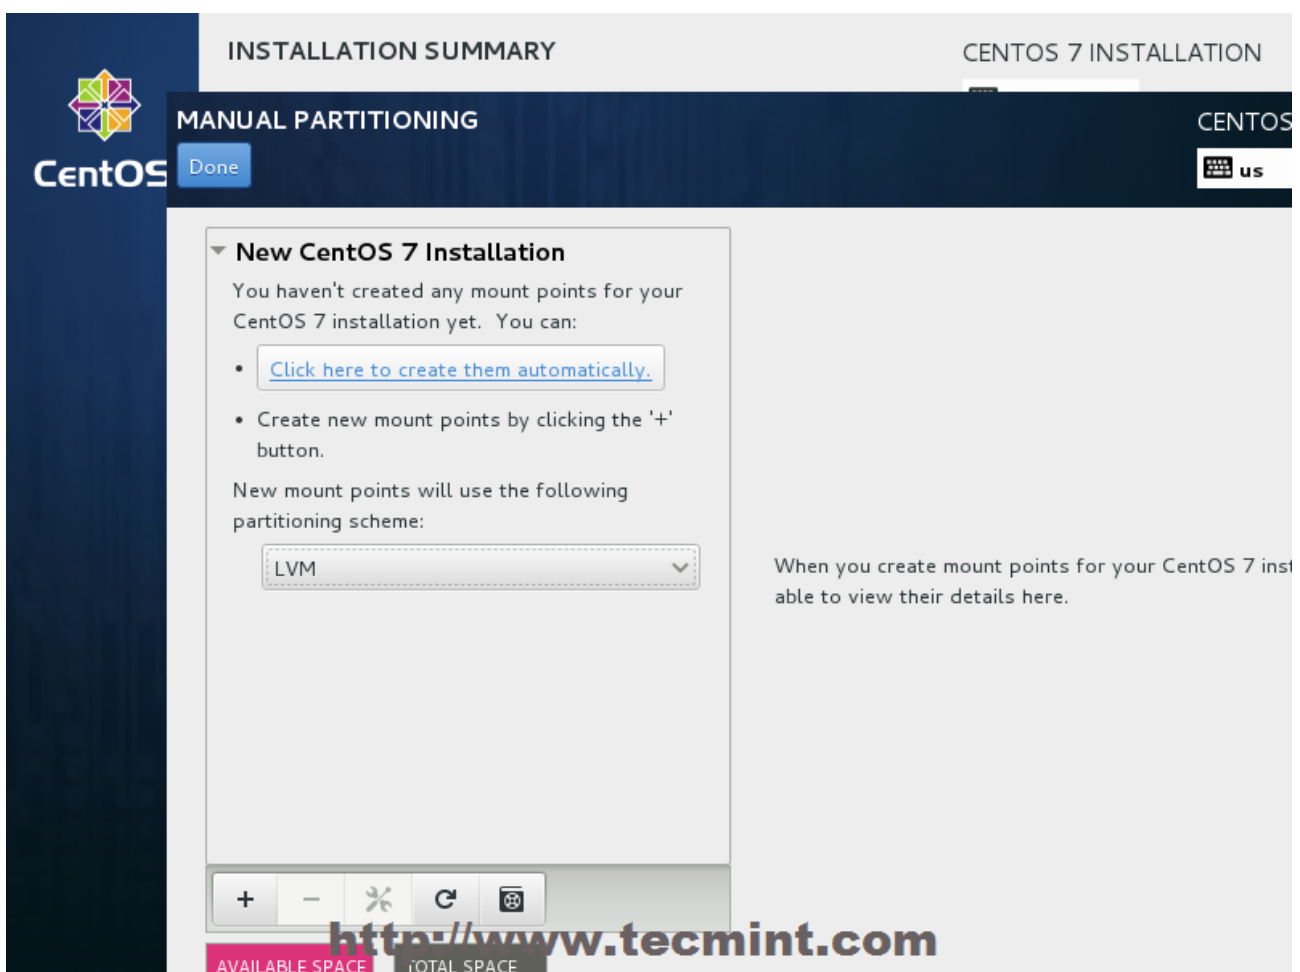 INSTALLATION SUMMARY
CENTOS 7 INSTALLATION
CentOS
MANUAL PARTITIONING
CENTOS
Done
us
New CentOS 7 Installation
You haven't created any mount points for your
CentOS 7 installation yet. You can:
• Click here to create them automatically.
• Create new mount points by clicking the '+'
button.
New mount points will use the following
partitioning scheme:
LVM
When you create mount points for your CentOS 7 inst
able to view their details here.
+ −
http://www.tecmint.com
AVAILABLE SPACE
TOTAL SPACE